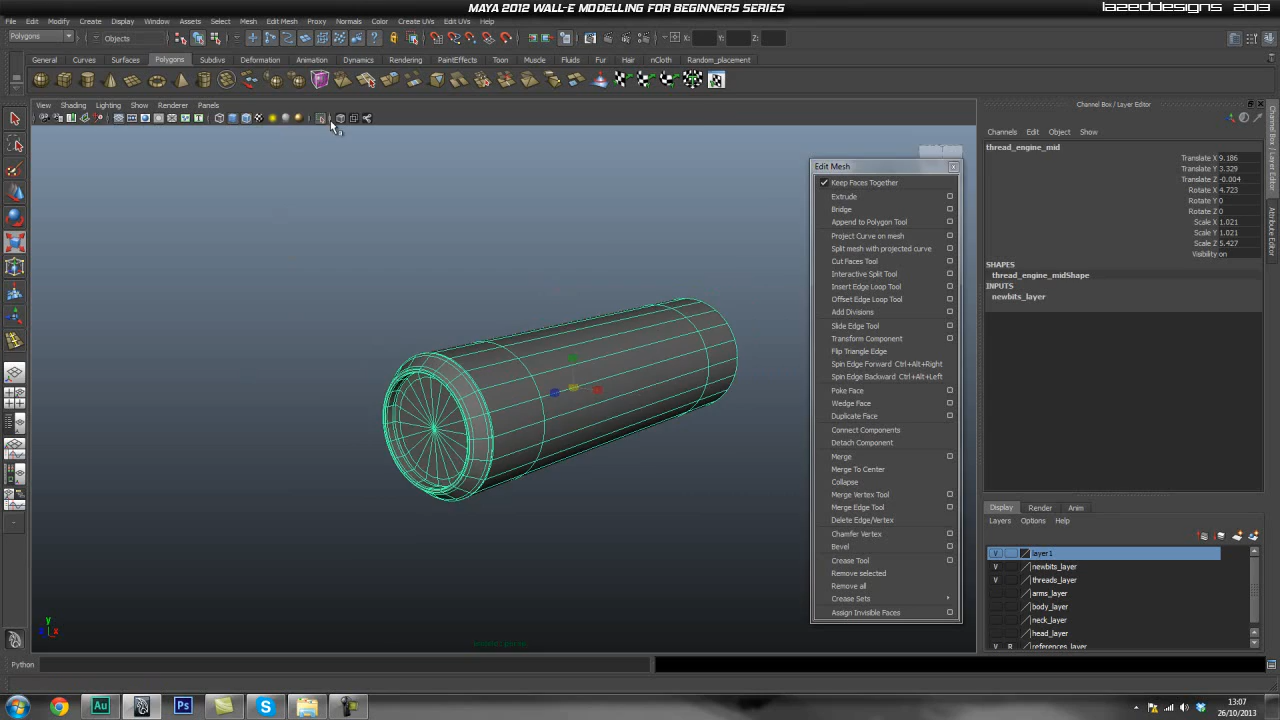 MAYA 2012 WALL-E MODELLING FOR BEGINNERS SERIES
LAZEDDESIGNS 2013
File Edit Modify Create Display Window Assets Select Mesh Edit Mesh Proxy Normals Color Create UVs Edit UVs Help
Polygons
Objects
X:
Y:
Z:
General Curves Surfaces Polygons Subdivs Deformation Animation Dynamics Rendering PaintEffects Toon Muscle Fluids Fur Hair nCloth Random_placement
View Shading Lighting Show Renderer Panels
Channel Box / Layer Editor
Channels Edit Object Show
thread_engine_mid
Translate X 9.186
Translate Y 3.329
Translate Z -0.004
Rotate X 4.723
Rotate Y 0
Rotate Z 0
Scale X 1.021
Scale Y 1.021
Scale Z 5.427
Visibility on
SHAPES
thread_engine_midShape
INPUTS
newbits_layer
Channel Box / Layer Editor
Attribute Editor
Edit Mesh
Keep Faces Together
Extrude
Bridge
Append to Polygon Tool
Project Curve on mesh
Split mesh with projected curve
Cut Faces Tool
Interactive Split Tool
Insert Edge Loop Tool
Offset Edge Loop Tool
Add Divisions
Slide Edge Tool
Transform Component
Flip Triangle Edge
Spin Edge Forward Ctrl+Alt+Right
Spin Edge Backward Ctrl+Alt+Left
Poke Face
Wedge Face
Duplicate Face
Connect Components
Detach Component
Merge
Merge To Center
Collapse
Merge Vertex Tool
Merge Edge Tool
Delete Edge/Vertex
Chamfer Vertex
Bevel
Crease Tool
Remove selected
Remove all
Crease Sets
Assign Invisible Faces
Display Render Anim
Layers Options Help
V layer1
V newbits_layer
V threads_layer
arms_layer
body_layer
neck_layer
head_layer
V R references_layer
y
z x
Python
Au
Ps
S
13:07
26/10/2013